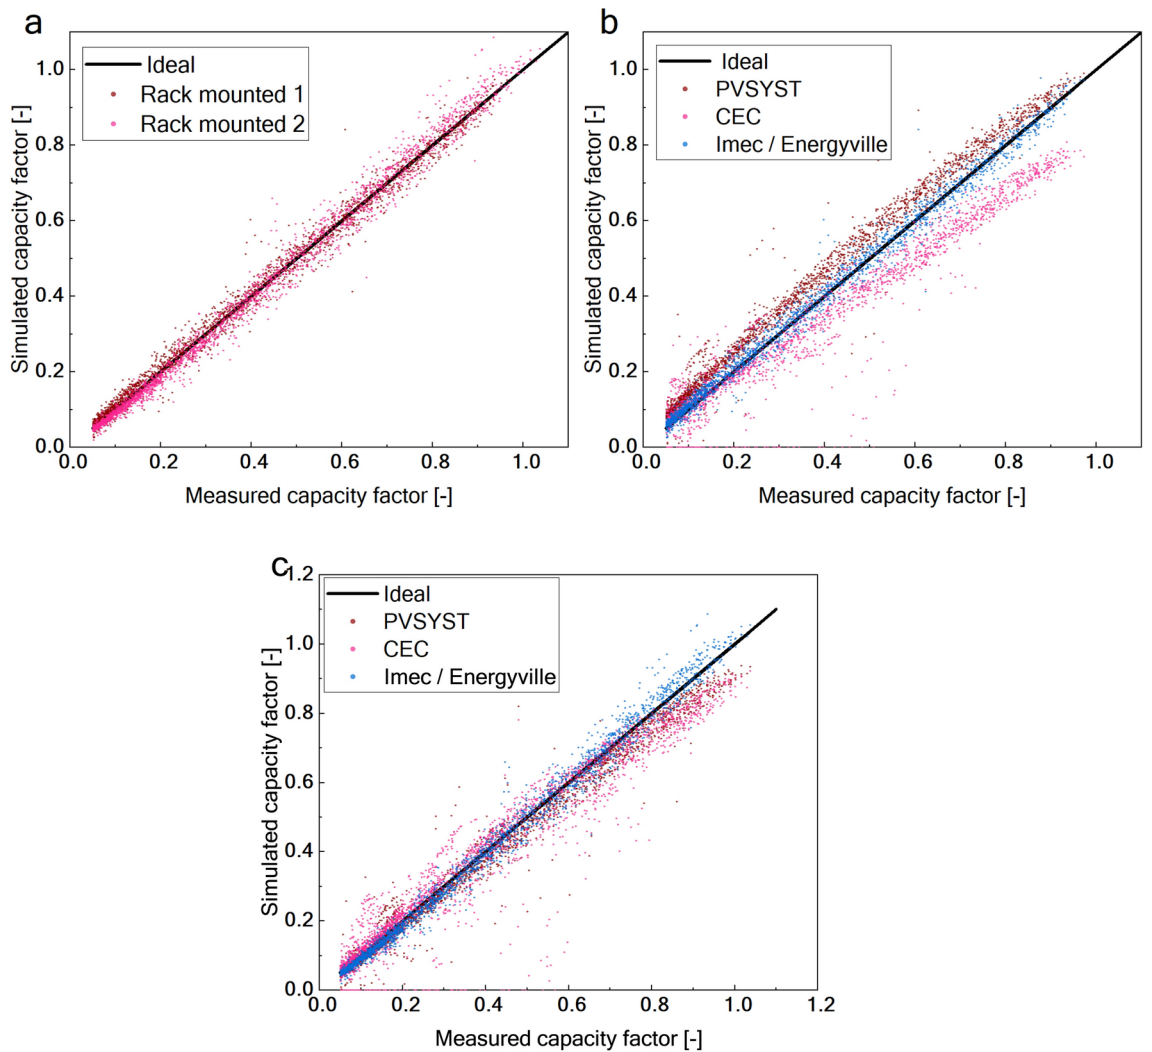 a
Ideal
Rack mounted 1
Rack mounted 2
1.0
0.8
0.6
0.4
0.2
0.0
0.0 0.2 0.4 0.6 0.8 1.0
Simulated capacity factor [-]
Measured capacity factor [-]
b
Ideal
PVSYST
CEC
Imec / Energyville
1.0
0.8
0.6
0.4
0.2
0.0
0.0 0.2 0.4 0.6 0.8 1.0
Simulated capacity factor [-]
Measured capacity factor [-]
c
Ideal
PVSYST
CEC
Imec / Energyville
1.2
1.0
0.8
0.6
0.4
0.2
0.0
0.0 0.2 0.4 0.6 0.8 1.0 1.2
Simulated capacity factor [-]
Measured capacity factor [-]